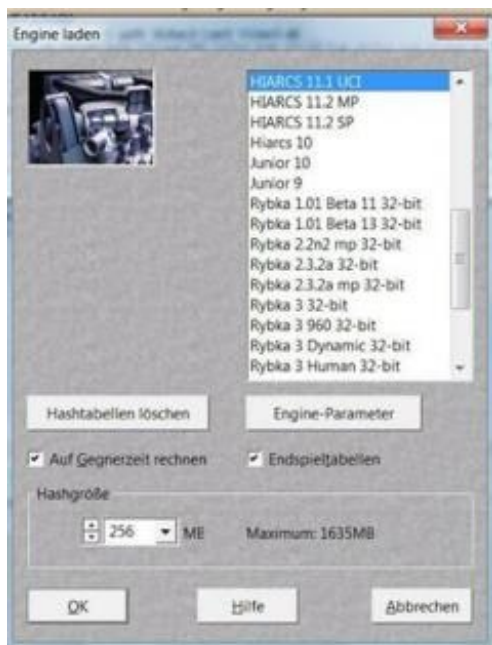 Engine laden
HIARCS 11.1 UCI
HIARCS 11.2 MP
HIARCS 11.2 SP
Hiarcs 10
Junior 10
Junior 9
Rybka 1.01 Beta 11 32-bit
Rybka 1.01 Beta 13 32-bit
Rybka 2.2n2 mp 32-bit
Rybka 2.3.2a 32-bit
Rybka 2.3.2a mp 32-bit
Rybka 3 32-bit
Rybka 3 960 32-bit
Rybka 3 Dynamic 32-bit
Rybka 3 Human 32-bit
Hashtabellen löschen
Engine-Parameter
Auf Gegnerzeit rechnen
Endspieltabellen
Hashgröße
256 MB Maximum: 1635MB
OK Hilfe Abbrechen